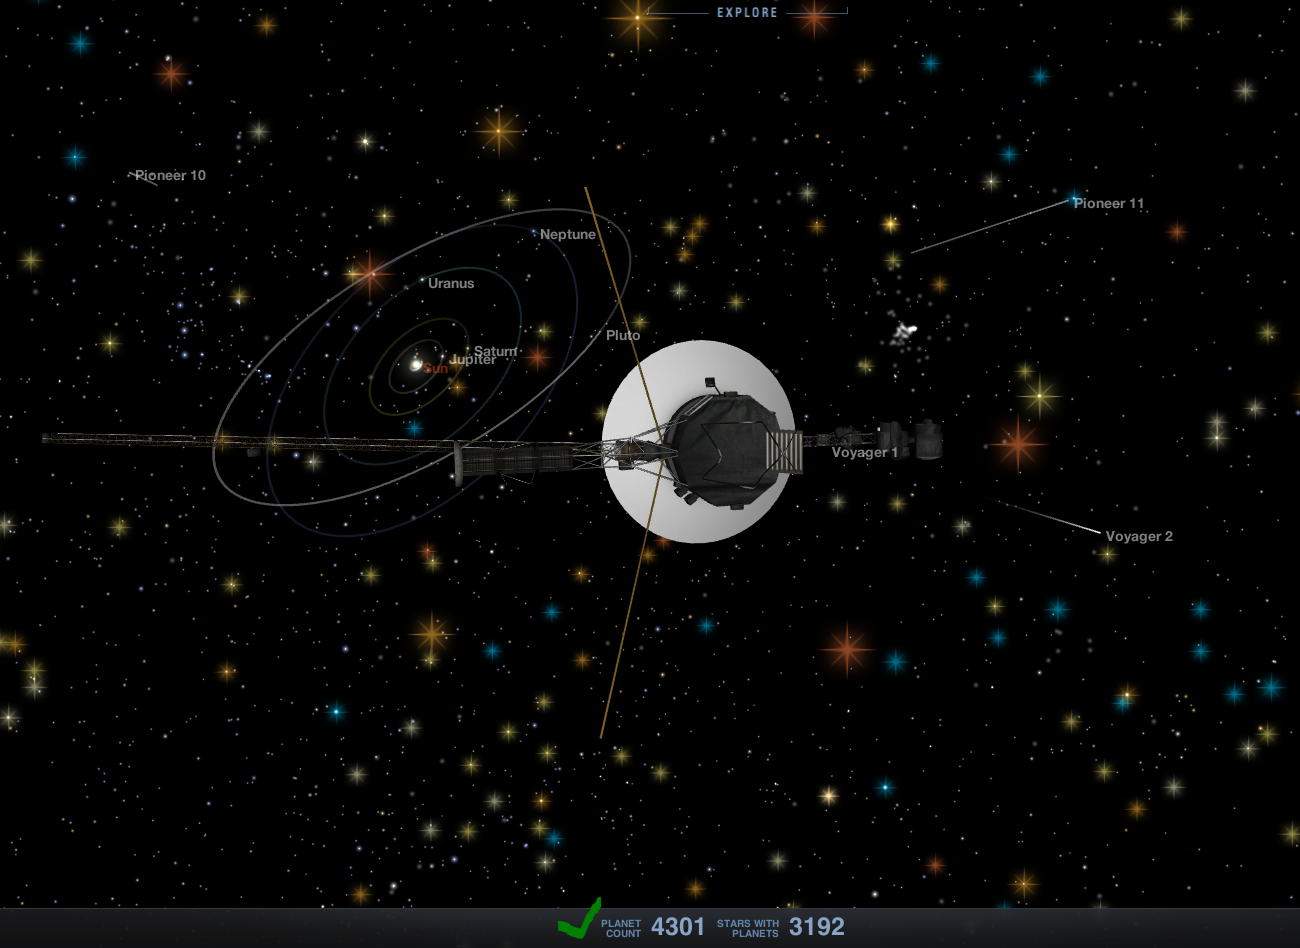 EXPLORE
Pioneer 10
Pioneer 11
Neptune
Uranus
Pluto
Saturn
Jupiter
Sun
Voyager 1
Voyager 2
PLANET COUNT 4301 STARS WITH PLANETS 3192